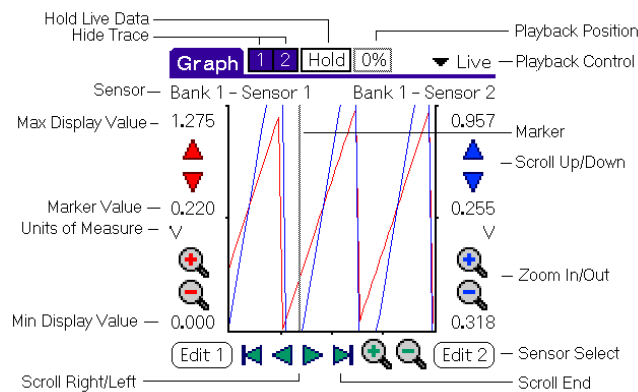 Hold Live Data
Hide Trace
Playback Position
Graph 1 2 Hold 0% Live
Playback Control
Sensor
Bank 1 - Sensor 1 Bank 1 - Sensor 2
Max Display Value 1.275 0.957
Marker
Scroll Up/Down
Marker Value 0.220 0.255
Units of Measure V V
Zoom In/Out
Min Display Value 0.000 0.318
Edit 1 Edit 2 Sensor Select
Scroll Right/Left Scroll End